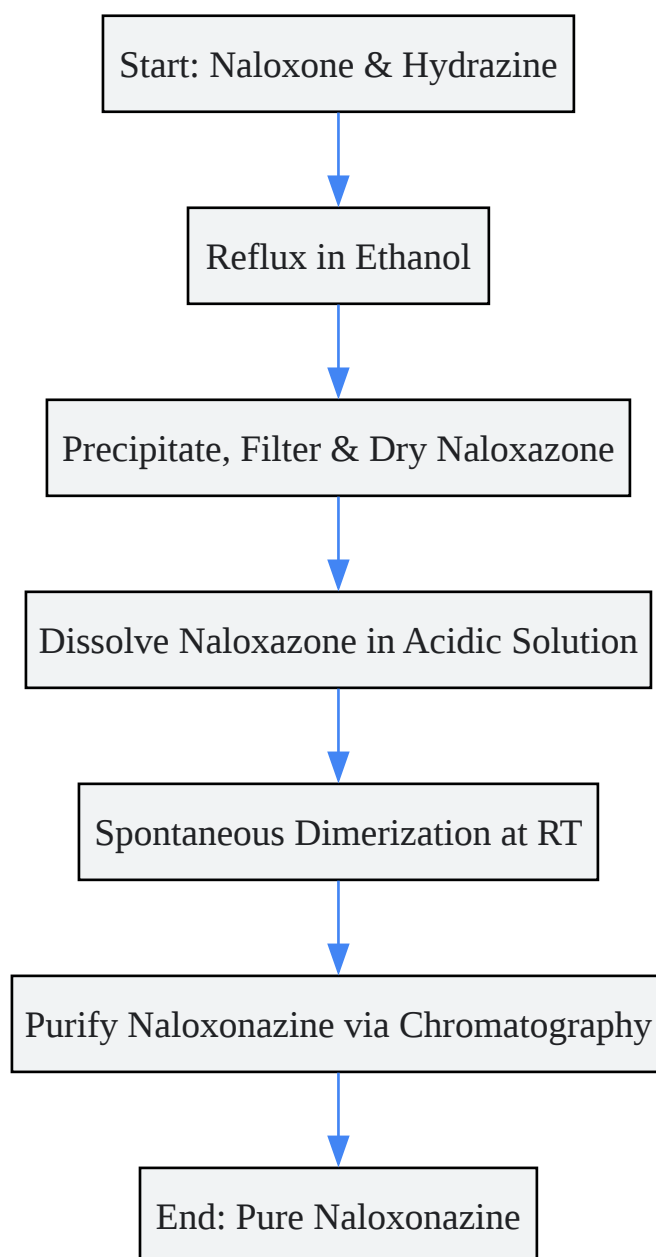 Start: Naloxone & Hydrazine
Reflux in Ethanol
Precipitate, Filter & Dry Naloxazone
Dissolve Naloxazone in Acidic Solution
Spontaneous Dimerization at RT
Purify Naloxonazine via Chromatography
End: Pure Naloxonazine